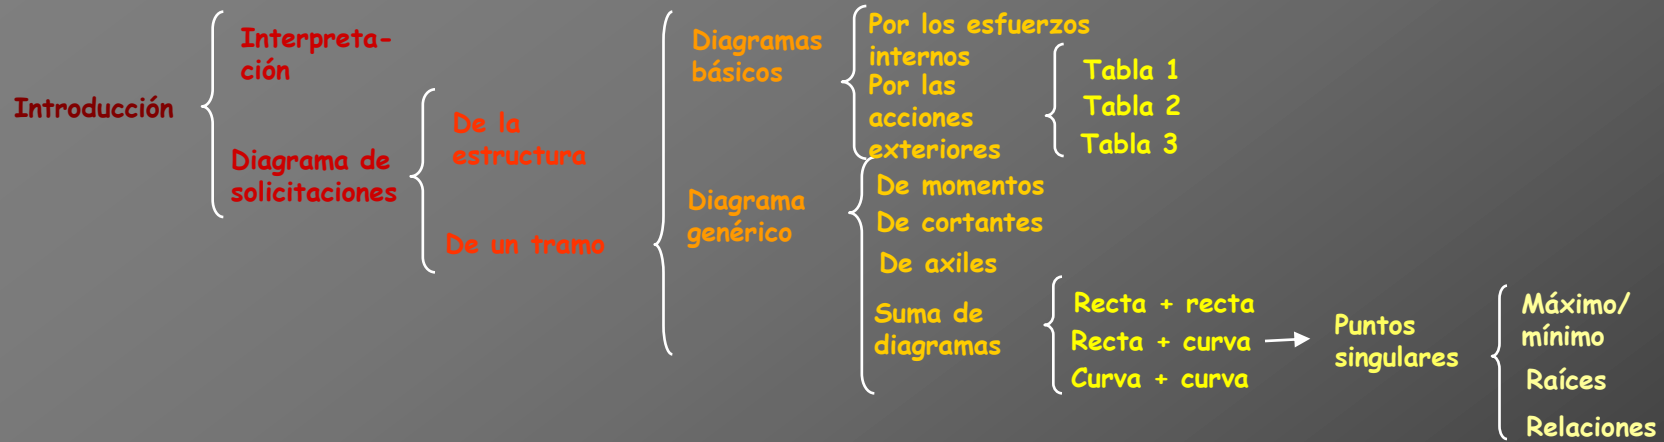 Introducción
Interpreta-
ción
Diagrama de
solicitaciones
De la
estructura
De un tramo
Diagramas
básicos
Por los esfuerzos
internos
Por las
acciones
exteriores
Tabla 1
Tabla 2
Tabla 3
Diagrama
genérico
De momentos
De cortantes
De axiles
Suma de
diagramas
Recta + recta
Recta + curva
Curva + curva
Puntos
singulares
Máximo/
mínimo
Raíces
Relaciones